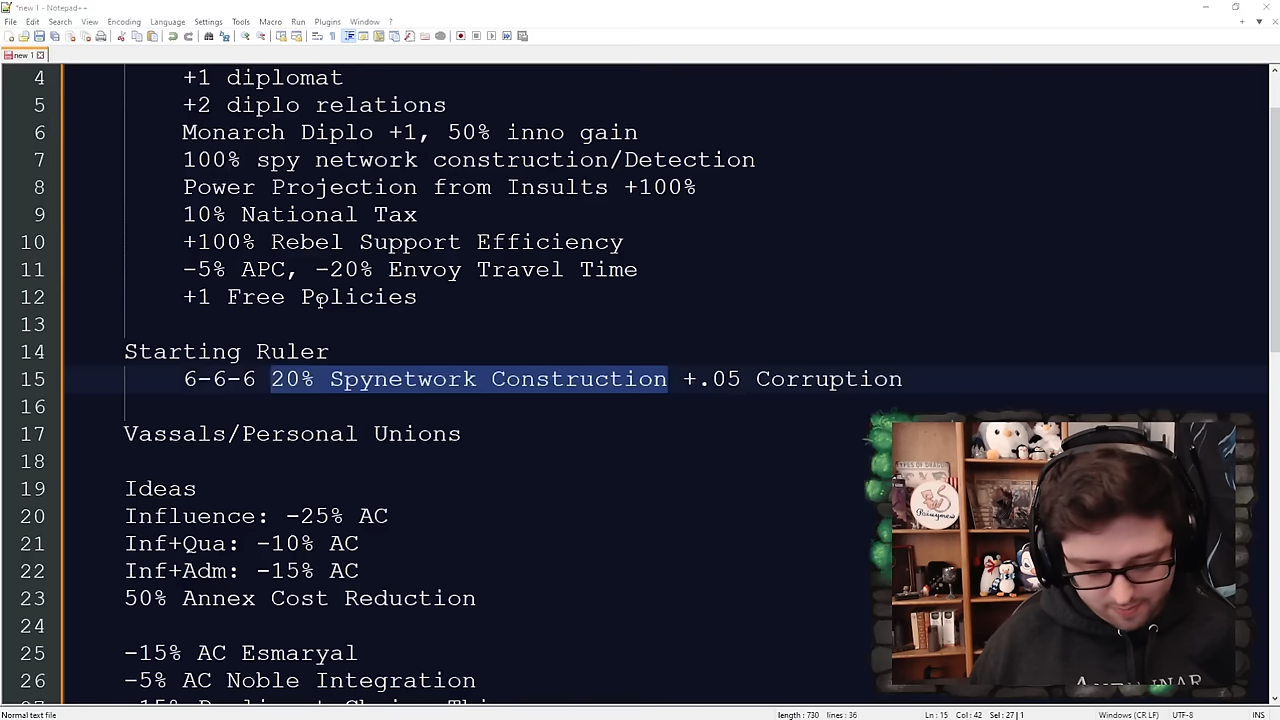 *new 1 - Notepad++
File Edit Search View Encoding Language Settings Tools Macro Run Plugins Window ?
new 1
4 +1 diplomat
5 +2 diplo relations
6 Monarch Diplo +1, 50% inno gain
7 100% spy network construction/Detection
8 Power Projection from Insults +100%
9 10% National Tax
10 +100% Rebel Support Efficiency
11 -5% APC, -20% Envoy Travel Time
12 +1 Free Policies
13
14 Starting Ruler
15 6-6-6 20% Spynetwork Construction +.05 Corruption
16
17 Vassals/Personal Unions
18
19 Ideas
20 Influence: -25% AC
21 Inf+Qua: -10% AC
22 Inf+Adm: -15% AC
23 50% Annex Cost Reduction
24
25 -15% AC Esmaryal
26 -5% AC Noble Integration
Normal text file length : 730 lines : 36 Ln : 15 Col : 42 Sel : 27 | 1 Windows (CR LF) UTF-8 INS